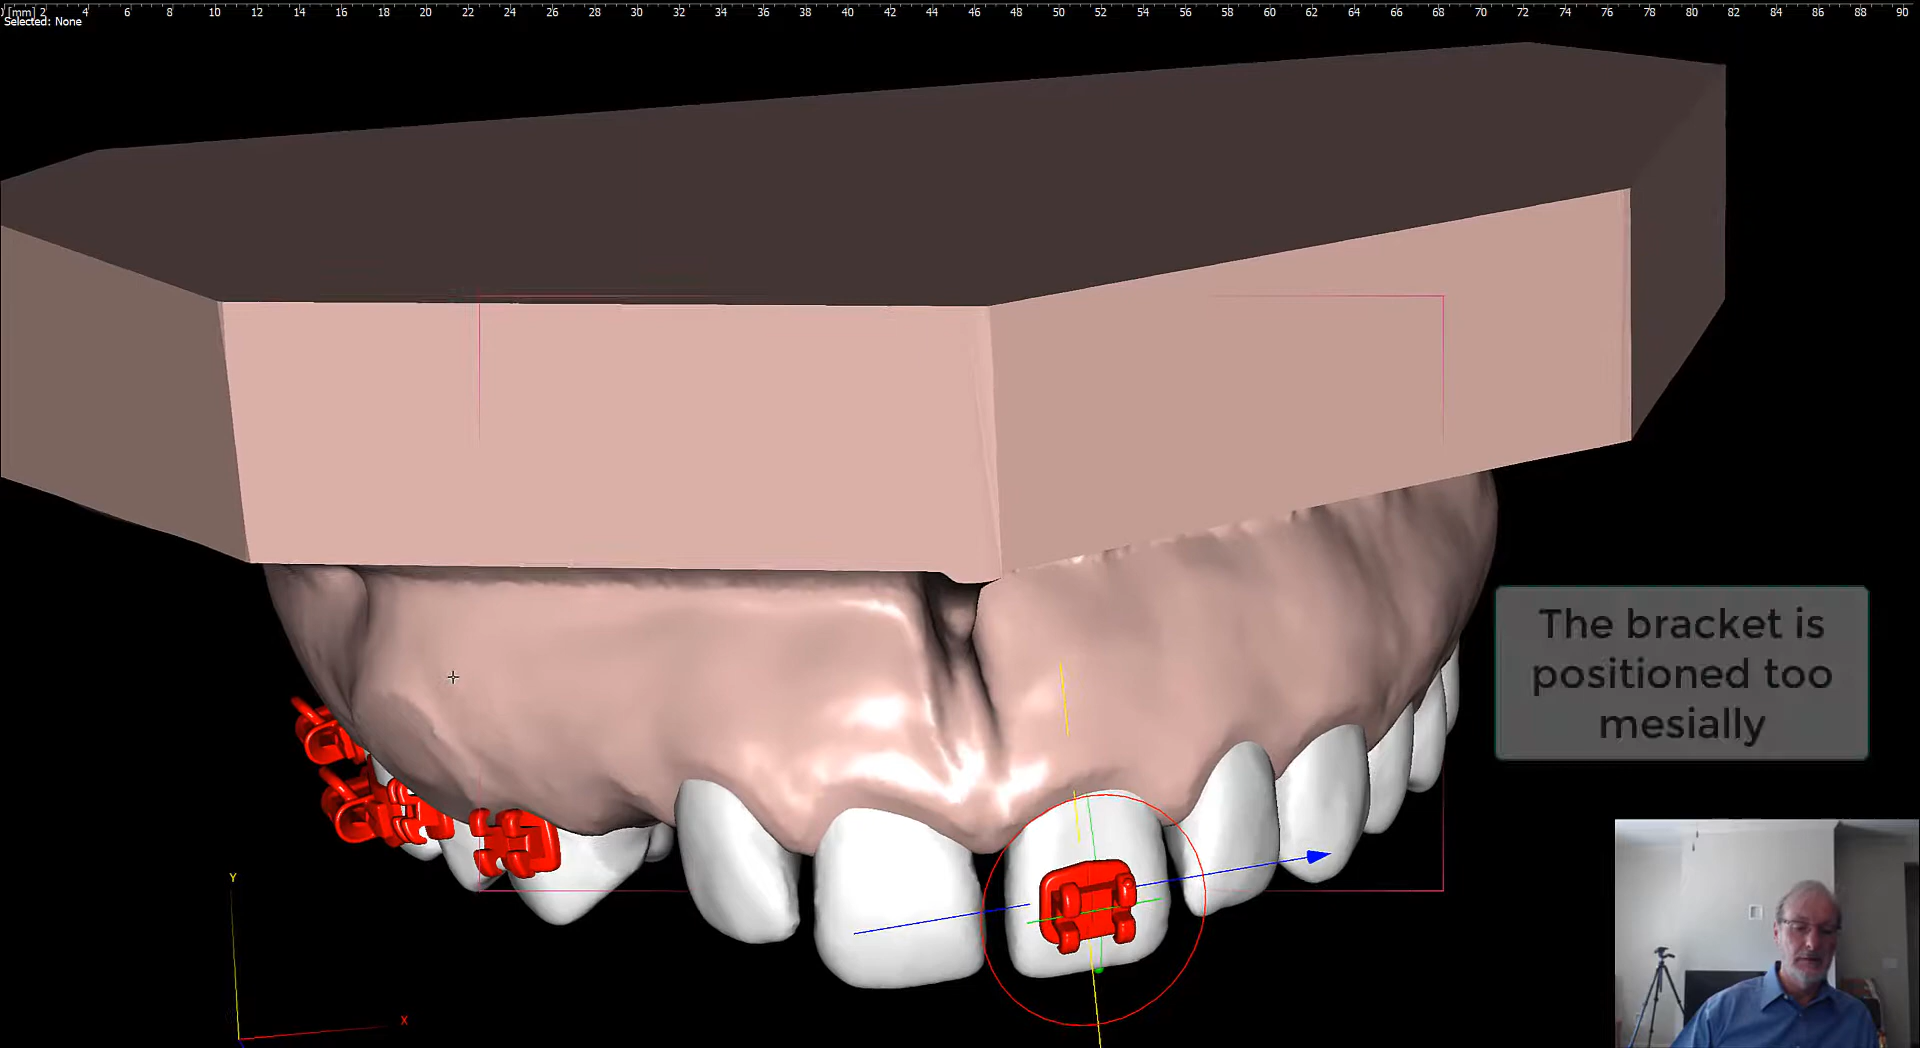 [mm] 2 4 6 8 10 12 14 16 18 20 22 24 26 28 30 32 34 36 38 40 42 44 46 48 50 52 54 56 58 60 62 64 66 68 70 72 74 76 78 80 82 84 86 88 90
Selected: None
The bracket is
positioned too
mesially
Y
X